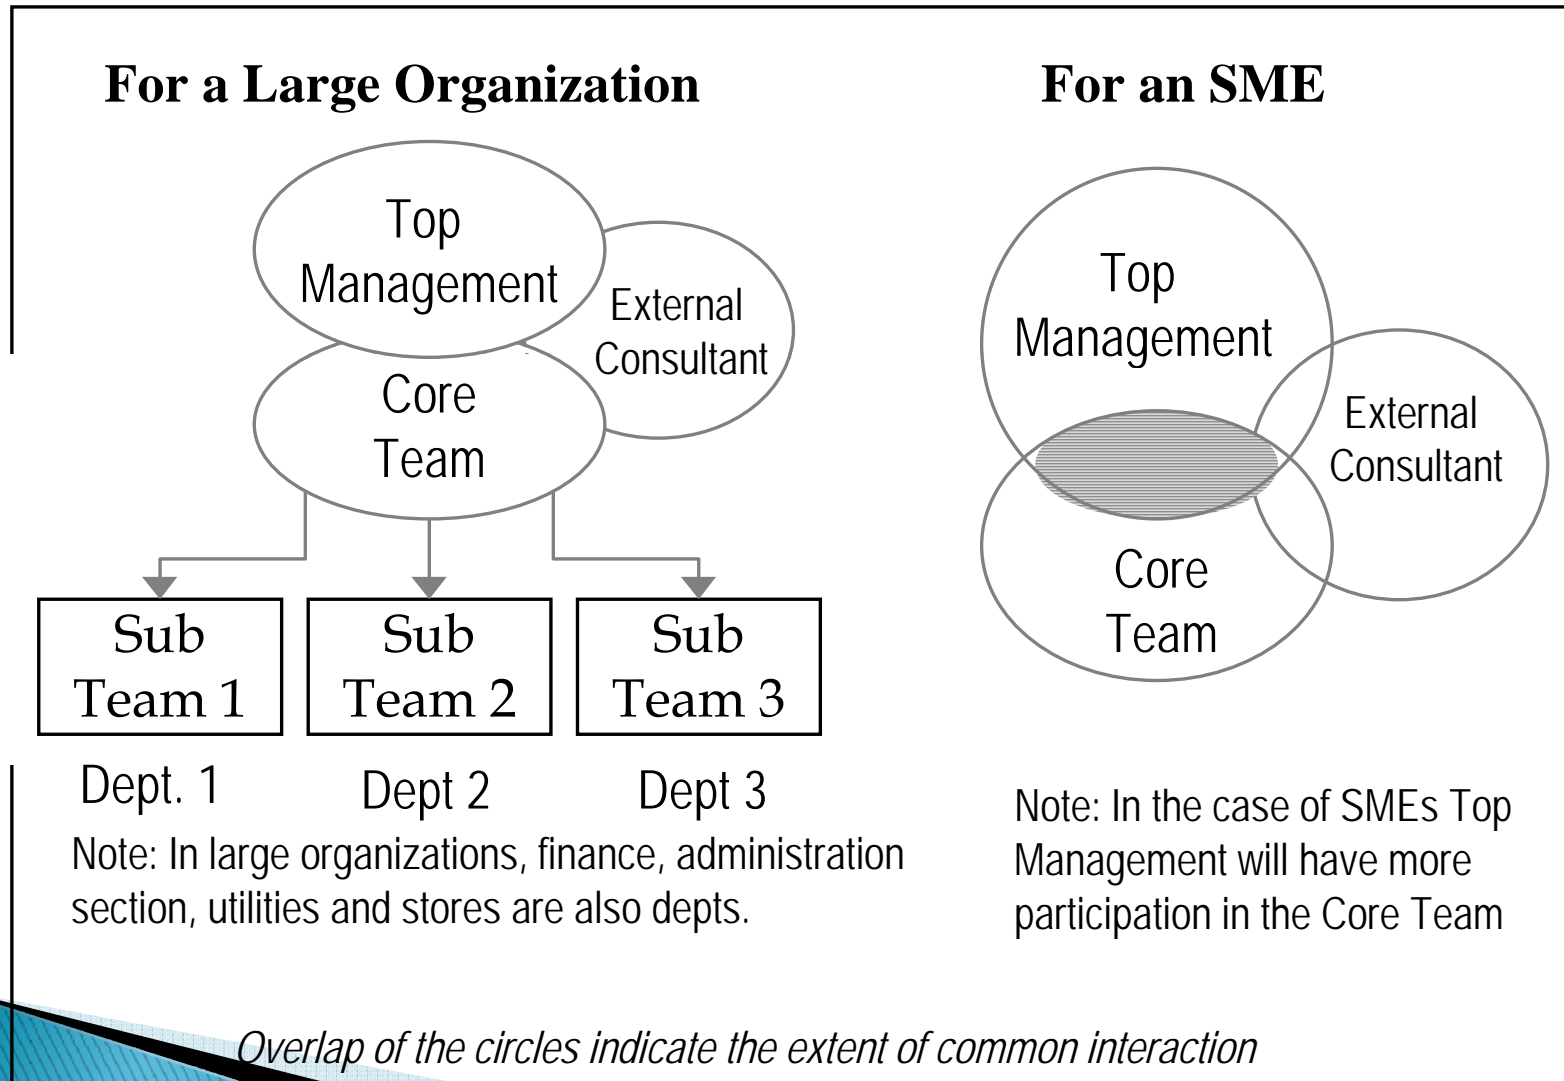 For a Large Organization
Top
Management
External
Consultant
Core
Team
Sub
Team 1
Sub
Team 2
Sub
Team 3
Dept. 1
Dept 2
Dept 3
Note: In large organizations, finance, administration
section, utilities and stores are also depts.
For an SME
Top
Management
External
Consultant
Core
Team
Note: In the case of SMEs Top
Management will have more
participation in the Core Team
Overlap of the circles indicate the extent of common interaction